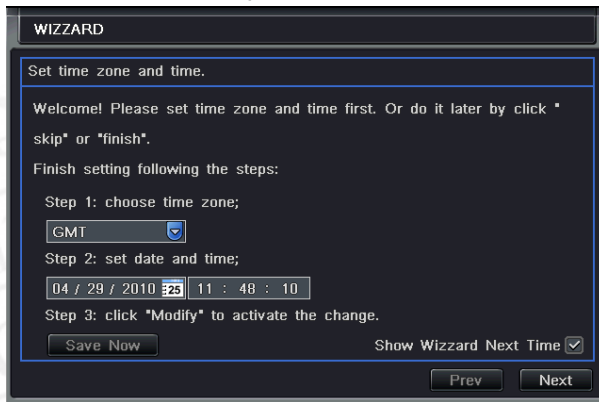 WIZZARD
Set time zone and time.
Welcome! Please set time zone and time first. Or do it later by click "
skip" or "finish".
Finish setting following the steps:
Step 1: choose time zone;
GMT
Step 2: set date and time;
04 / 29 / 2010 25 11 : 48 : 10
Step 3: click "Modify" to activate the change.
Save Now Show Wizzard Next Time
Prev Next